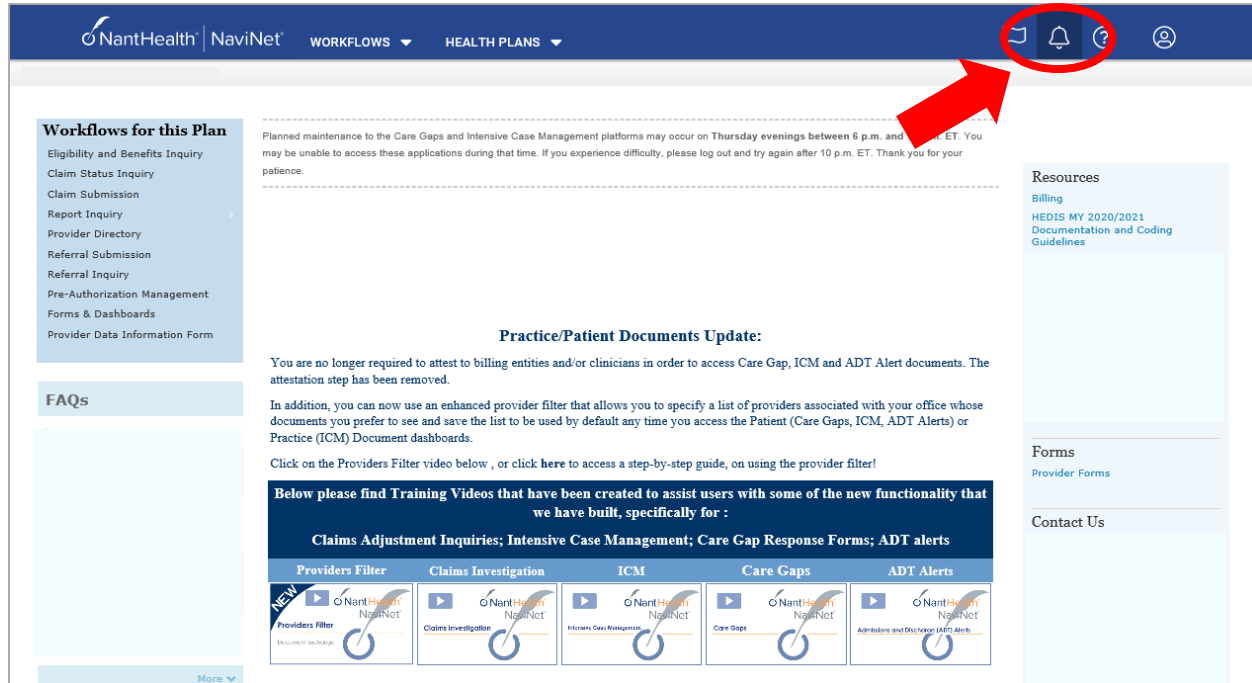 NantHealth® NaviNet® WORKFLOWS HEALTH PLANS
Workflows for this Plan
Eligibility and Benefits Inquiry
Claim Status Inquiry
Claim Submission
Report Inquiry
Provider Directory
Referral Submission
Referral Inquiry
Pre-Authorization Management
Forms & Dashboards
Provider Data Information Form
FAQs
More
Planned maintenance to the Care Gaps and Intensive Case Management platforms may occur on Thursday evenings between 6 p.m. and ET. You
may be unable to access these applications during that time. If you experience difficulty, please log out and try again after 10 p.m. ET. Thank you for your
patience.
Practice/Patient Documents Update:
You are no longer required to attest to billing entities and/or clinicians in order to access Care Gap, ICM and ADT Alert documents. The
attestation step has been removed.
In addition, you can now use an enhanced provider filter that allows you to specify a list of providers associated with your office whose
documents you prefer to see and save the list to be used by default any time you access the Patient (Care Gaps, ICM, ADT Alerts) or
Practice (ICM) Document dashboards.
Click on the Providers Filter video below , or click here to access a step-by-step guide, on using the provider filter!
Below please find Training Videos that have been created to assist users with some of the new functionality that
we have built, specifically for :
Claims Adjustment Inquiries; Intensive Case Management; Care Gap Response Forms; ADT alerts
Providers Filter Claims Investigation ICM Care Gaps ADT Alerts
NEW NantHealth NaviNet Providers Filter Document Exchange
NantHealth NaviNet Claims Investigation
NantHealth NaviNet Intensive Case Management
NantHealth NaviNet Care Gaps
NantHealth NaviNet Admissions and Discharge (ADT) Alerts
Resources
Billing
HEDIS MY 2020/2021
Documentation and Coding
Guidelines
Forms
Provider Forms
Contact Us